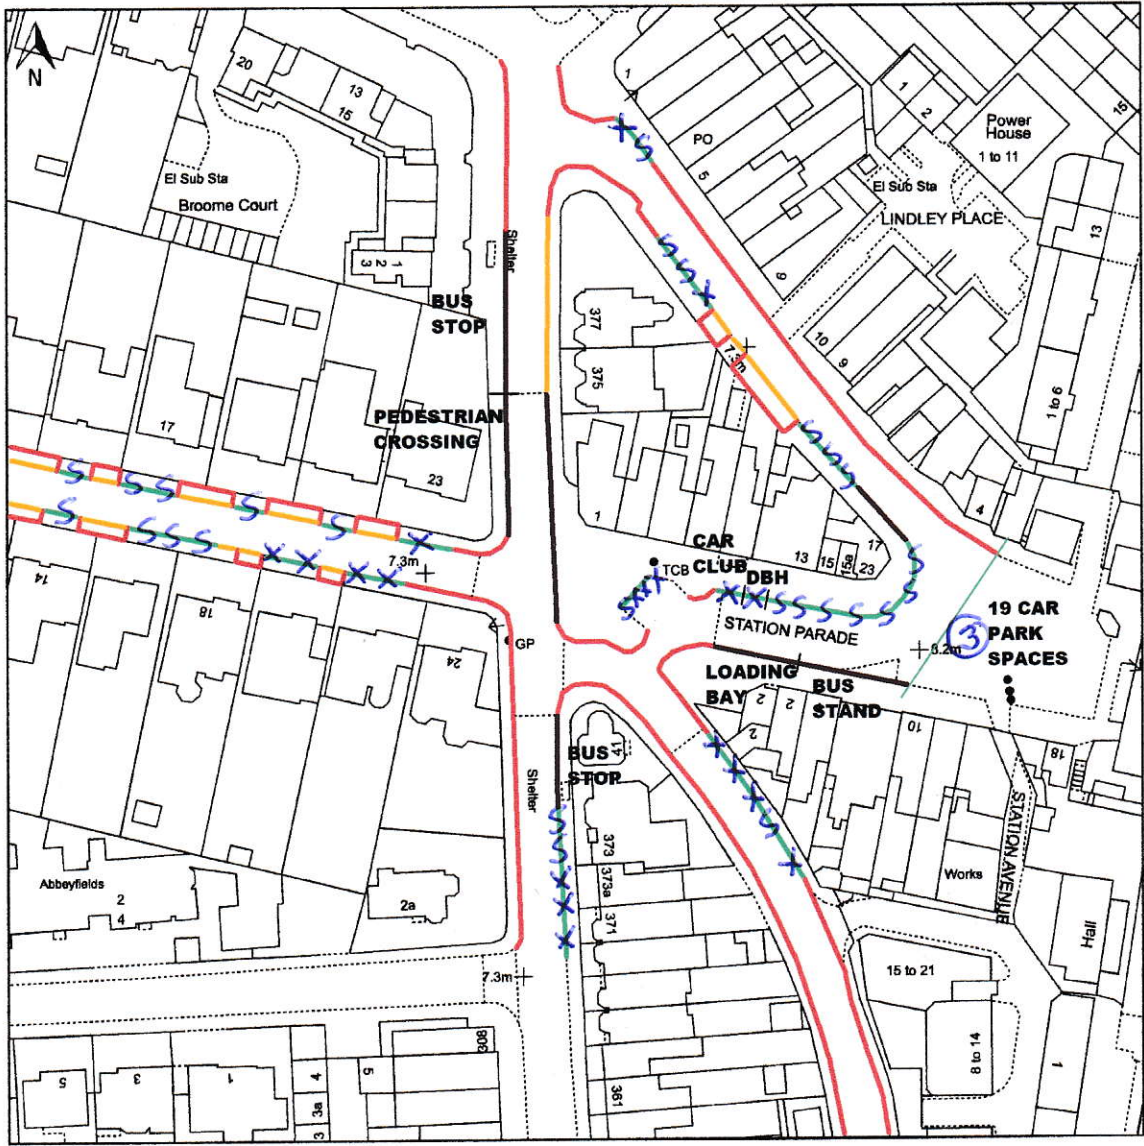 N
20
13
15
1
PO
5
6
1
2
Power
House
1 to 11
15
El Sub Sta
Broome Court
El Sub Sta
LINDLEY PLACE
13
3
2
1
Shelter
BUS
STOP
377
375
7.3m
10
9
1 to 6
17
PEDESTRIAN
CROSSING
23
S S S S S X
S S S S X X X X
7.3m
X S
S S X
S S S
4
1
13
15
15a
17
23
CAR
CLUB
TCB
DBH
S X X X
X X S S S S S S S
STATION PARADE
3
19 CAR
PARK
SPACES
6.2m
14
18
24
GP
LOADING
BAY
BUS
STAND
2
2
2
10
18
BUS
STOP
41
Shelter
S S X X X
X X X S X
STATION AVENUE
Works
Hall
373
373a
371
Abbeyfields
2
4
2a
7.3m
15 to 21
8 to 14
1
5
3
1
4
3a
3
5
308
361